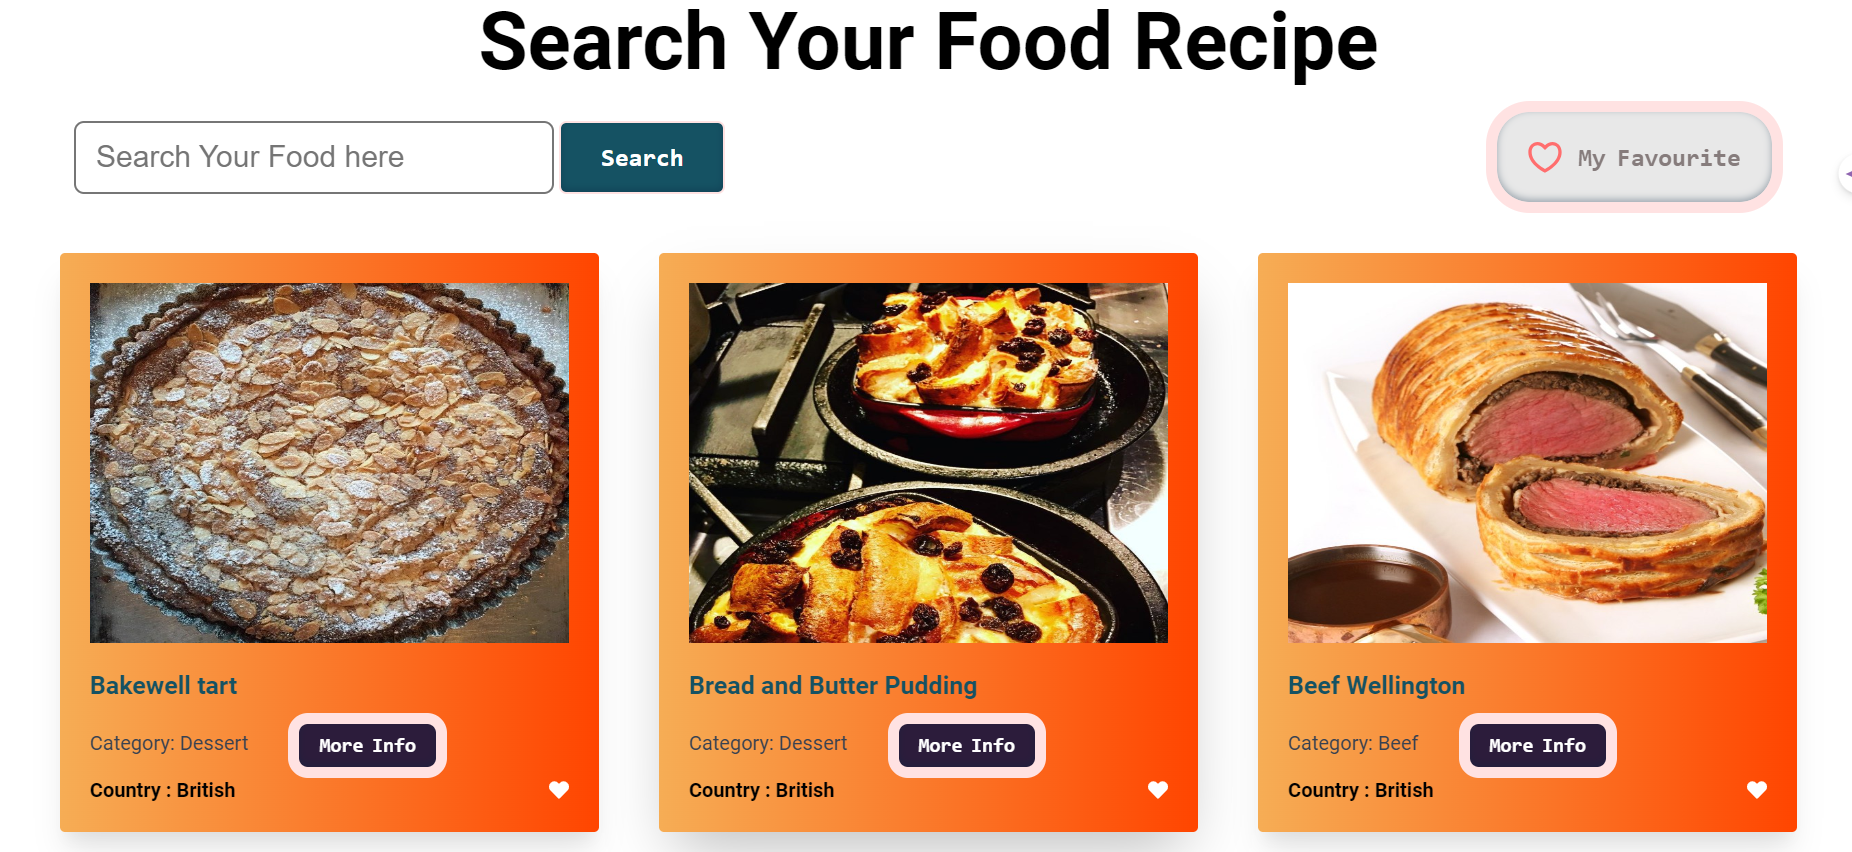 Search Your Food Recipe
Search Your Food here
Search
My Favourite
Bakewell tart
Category: Dessert
More Info
Country : British
Bread and Butter Pudding
Category: Dessert
More Info
Country : British
Beef Wellington
Category: Beef
More Info
Country : British